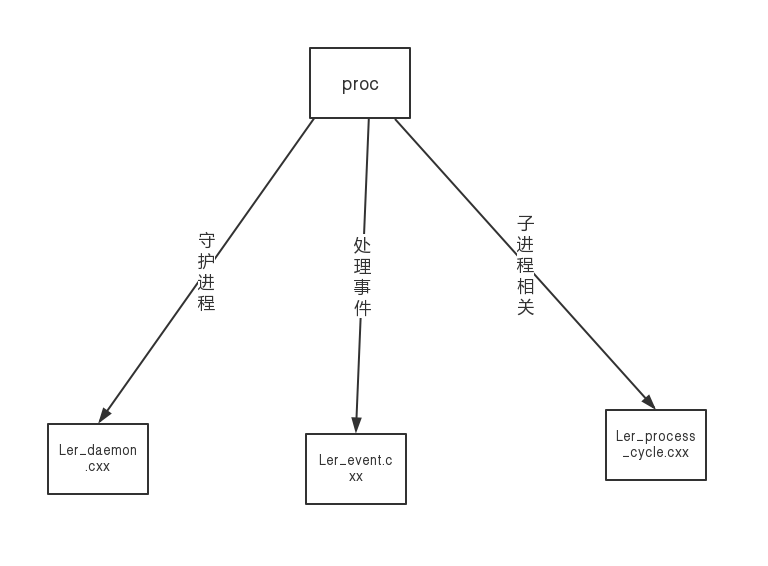 proc
守
护
进
程
处
理
事
件
子
进
程
相
关
Ler_daemon
.cxx
Ler_event.c
xx
Ler_process
_cycle.cxx